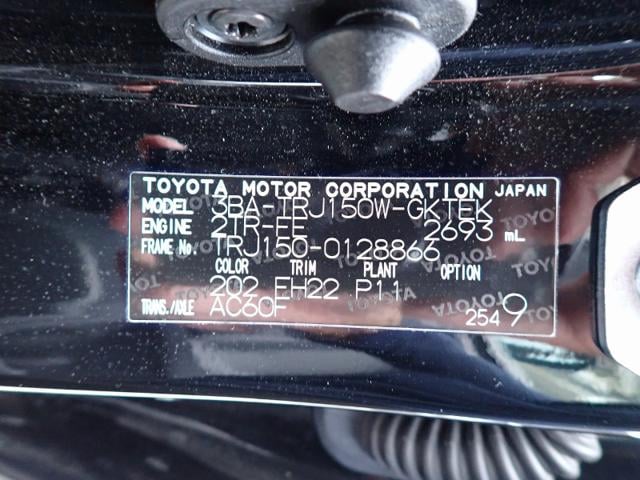 TOYOTA MOTOR CORPORATION JAPAN
MODEL 3BA-TRJ150W-GKTEK
ENGINE 2TR-FE 2693 mL
FRAME No. TRJ150-0128866
COLOR TRIM PLANT OPTION
202 EH22 P11
TRANS./AXLE AC60F
2549